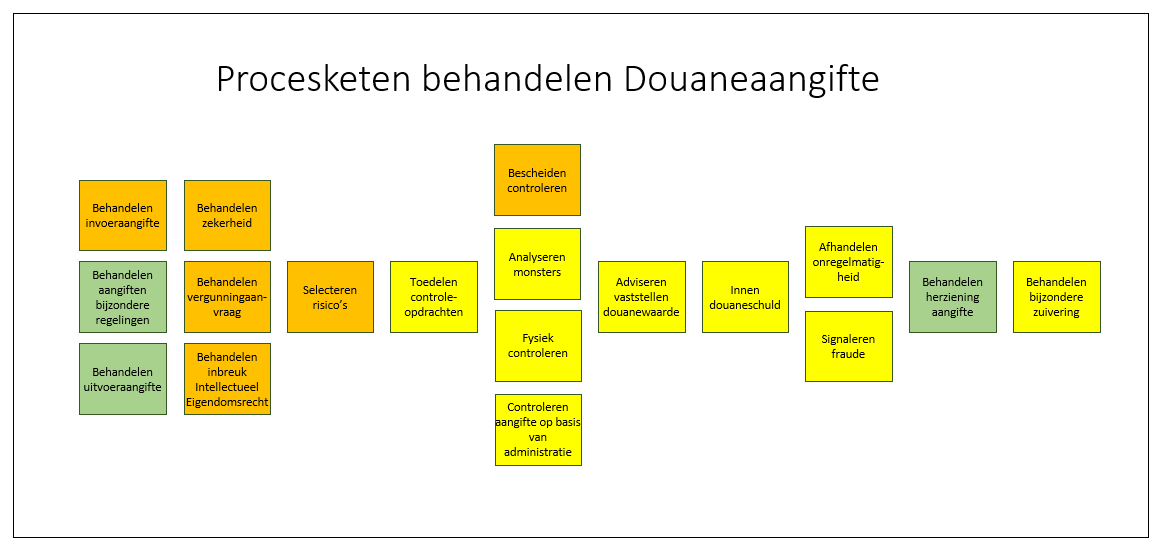 Procesketen behandelen Douaneaangifte
Behandelen
invoeraangifte
Behandelen
aangiften
bijzondere
regelingen
Behandelen
uitvoeraangifte
Behandelen
zekerheid
Behandelen
vergunningaan-
vraag
Behandelen
inbreuk
Intellectueel
Eigendomsrecht
Selecteren
risico’s
Toedelen
controle-
opdrachten
Bescheiden
controleren
Analyseren
monsters
Fysiek
controleren
Controleren
aangifte op basis
van
administratie
Adviseren
vaststellen
douanewaarde
Innen
douaneschuld
Afhandelen
onregelmatig-
heid
Signaleren
fraude
Behandelen
herziening
aangifte
Behandelen
bijzondere
zuivering